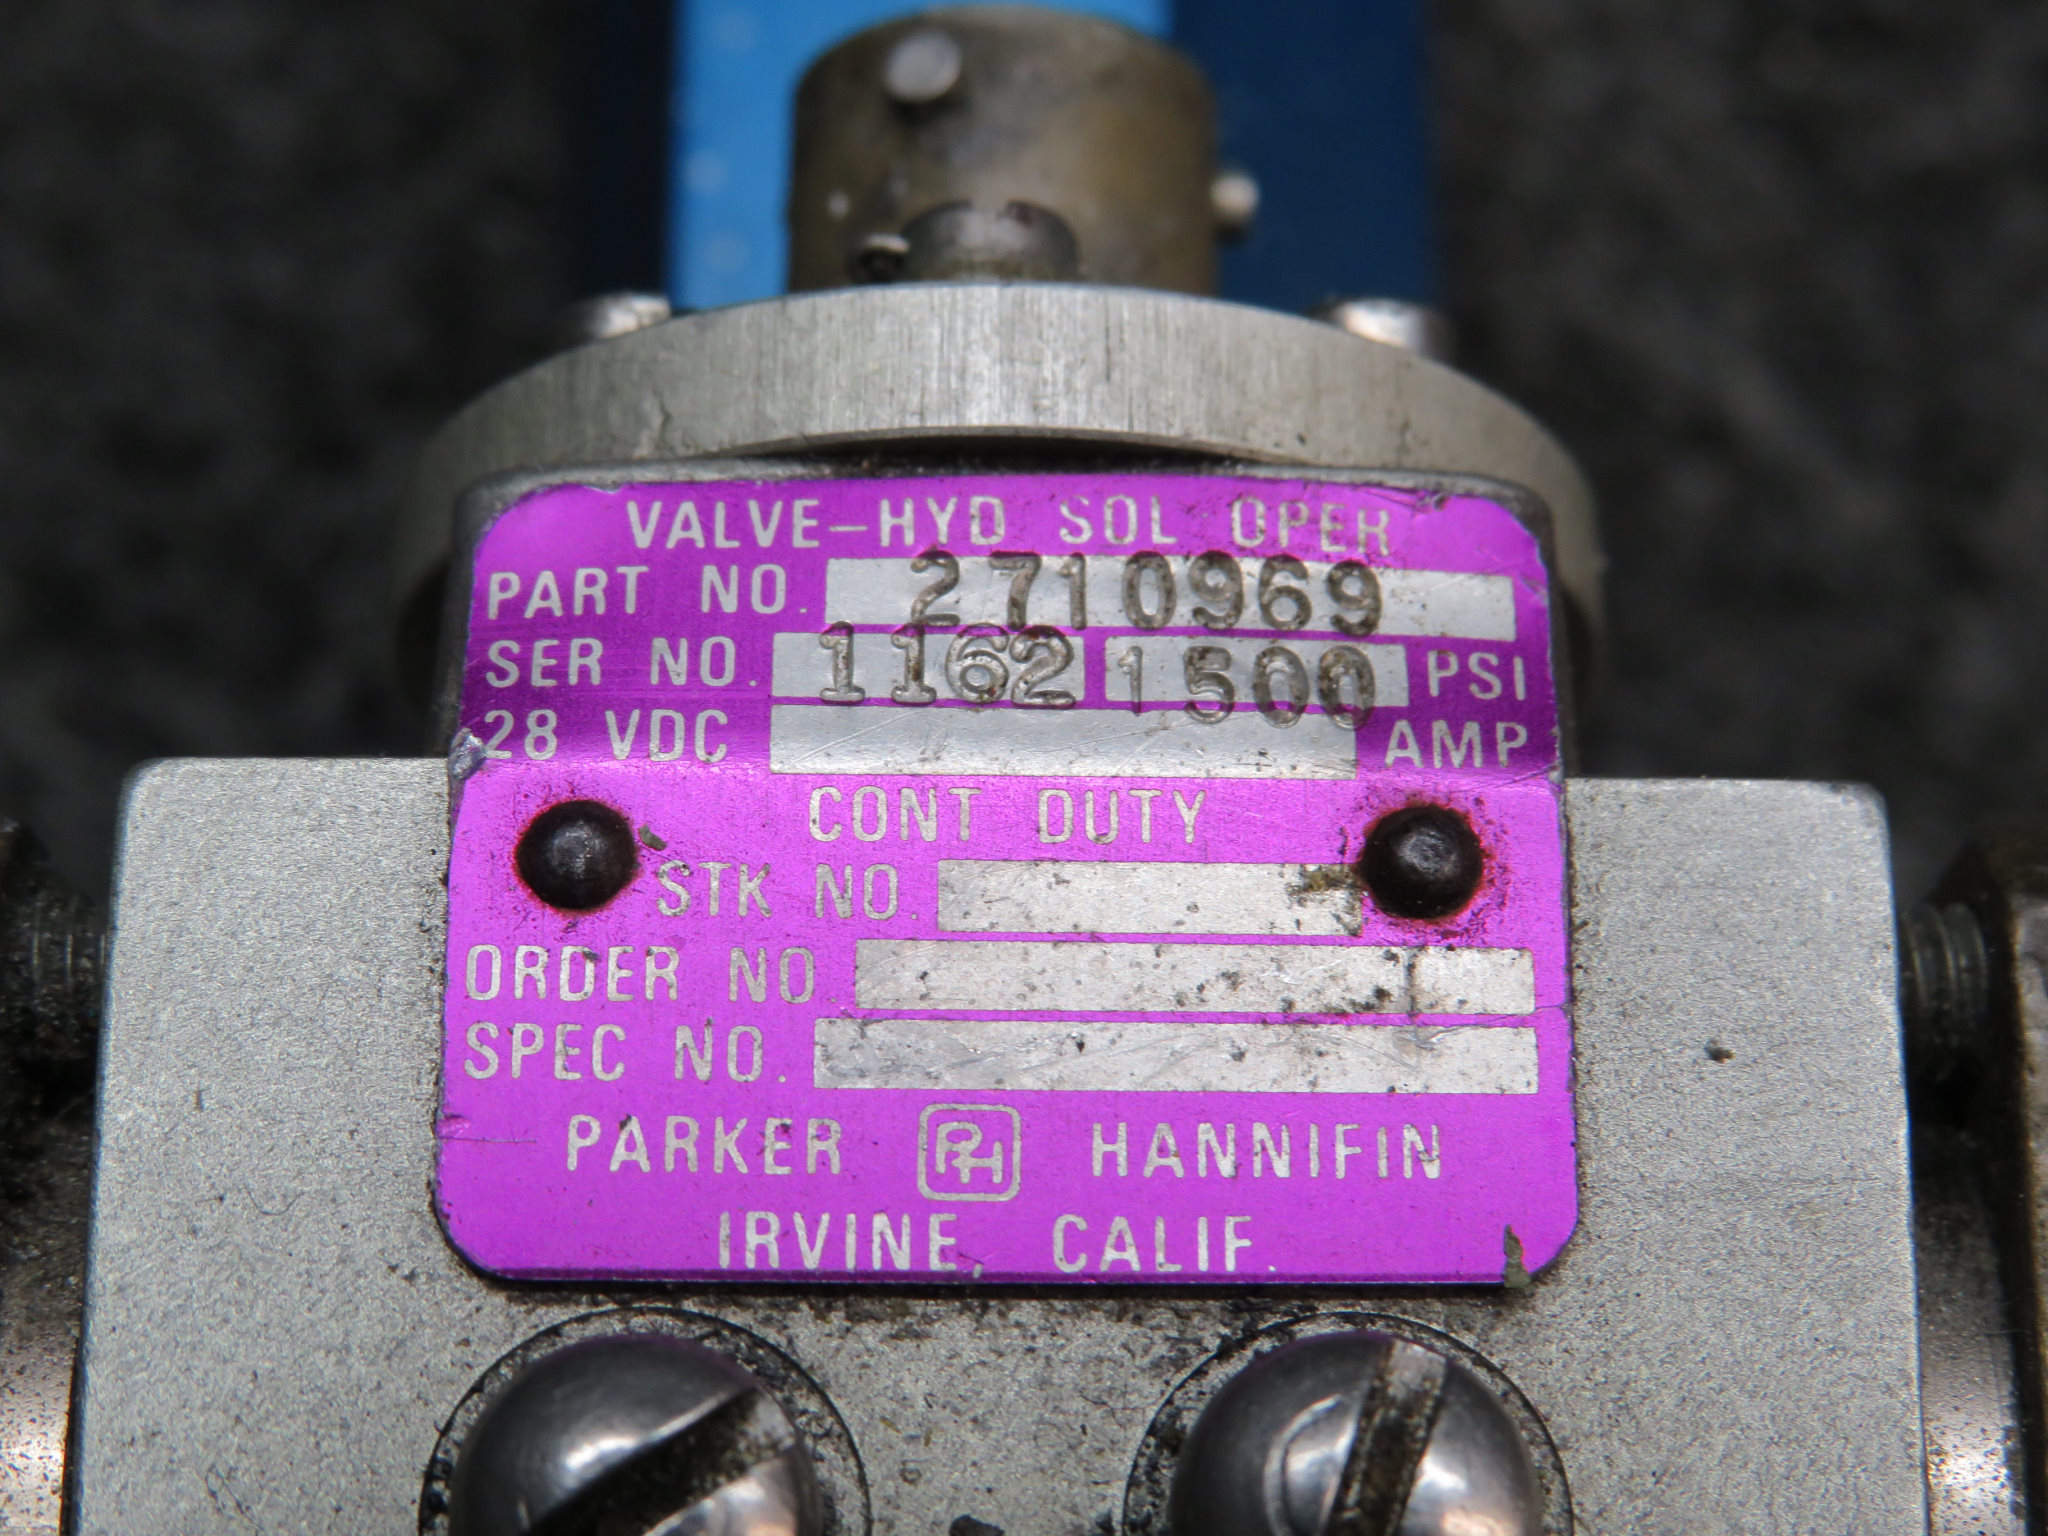 VALVE-HYD SOL OPER
PART NO. 2710969
SER NO. 1162 1500 PSI
28 VDC AMP
CONT DUTY
STK NO.
ORDER NO.
SPEC NO.
PARKER PH HANNIFIN
IRVINE, CALIF.